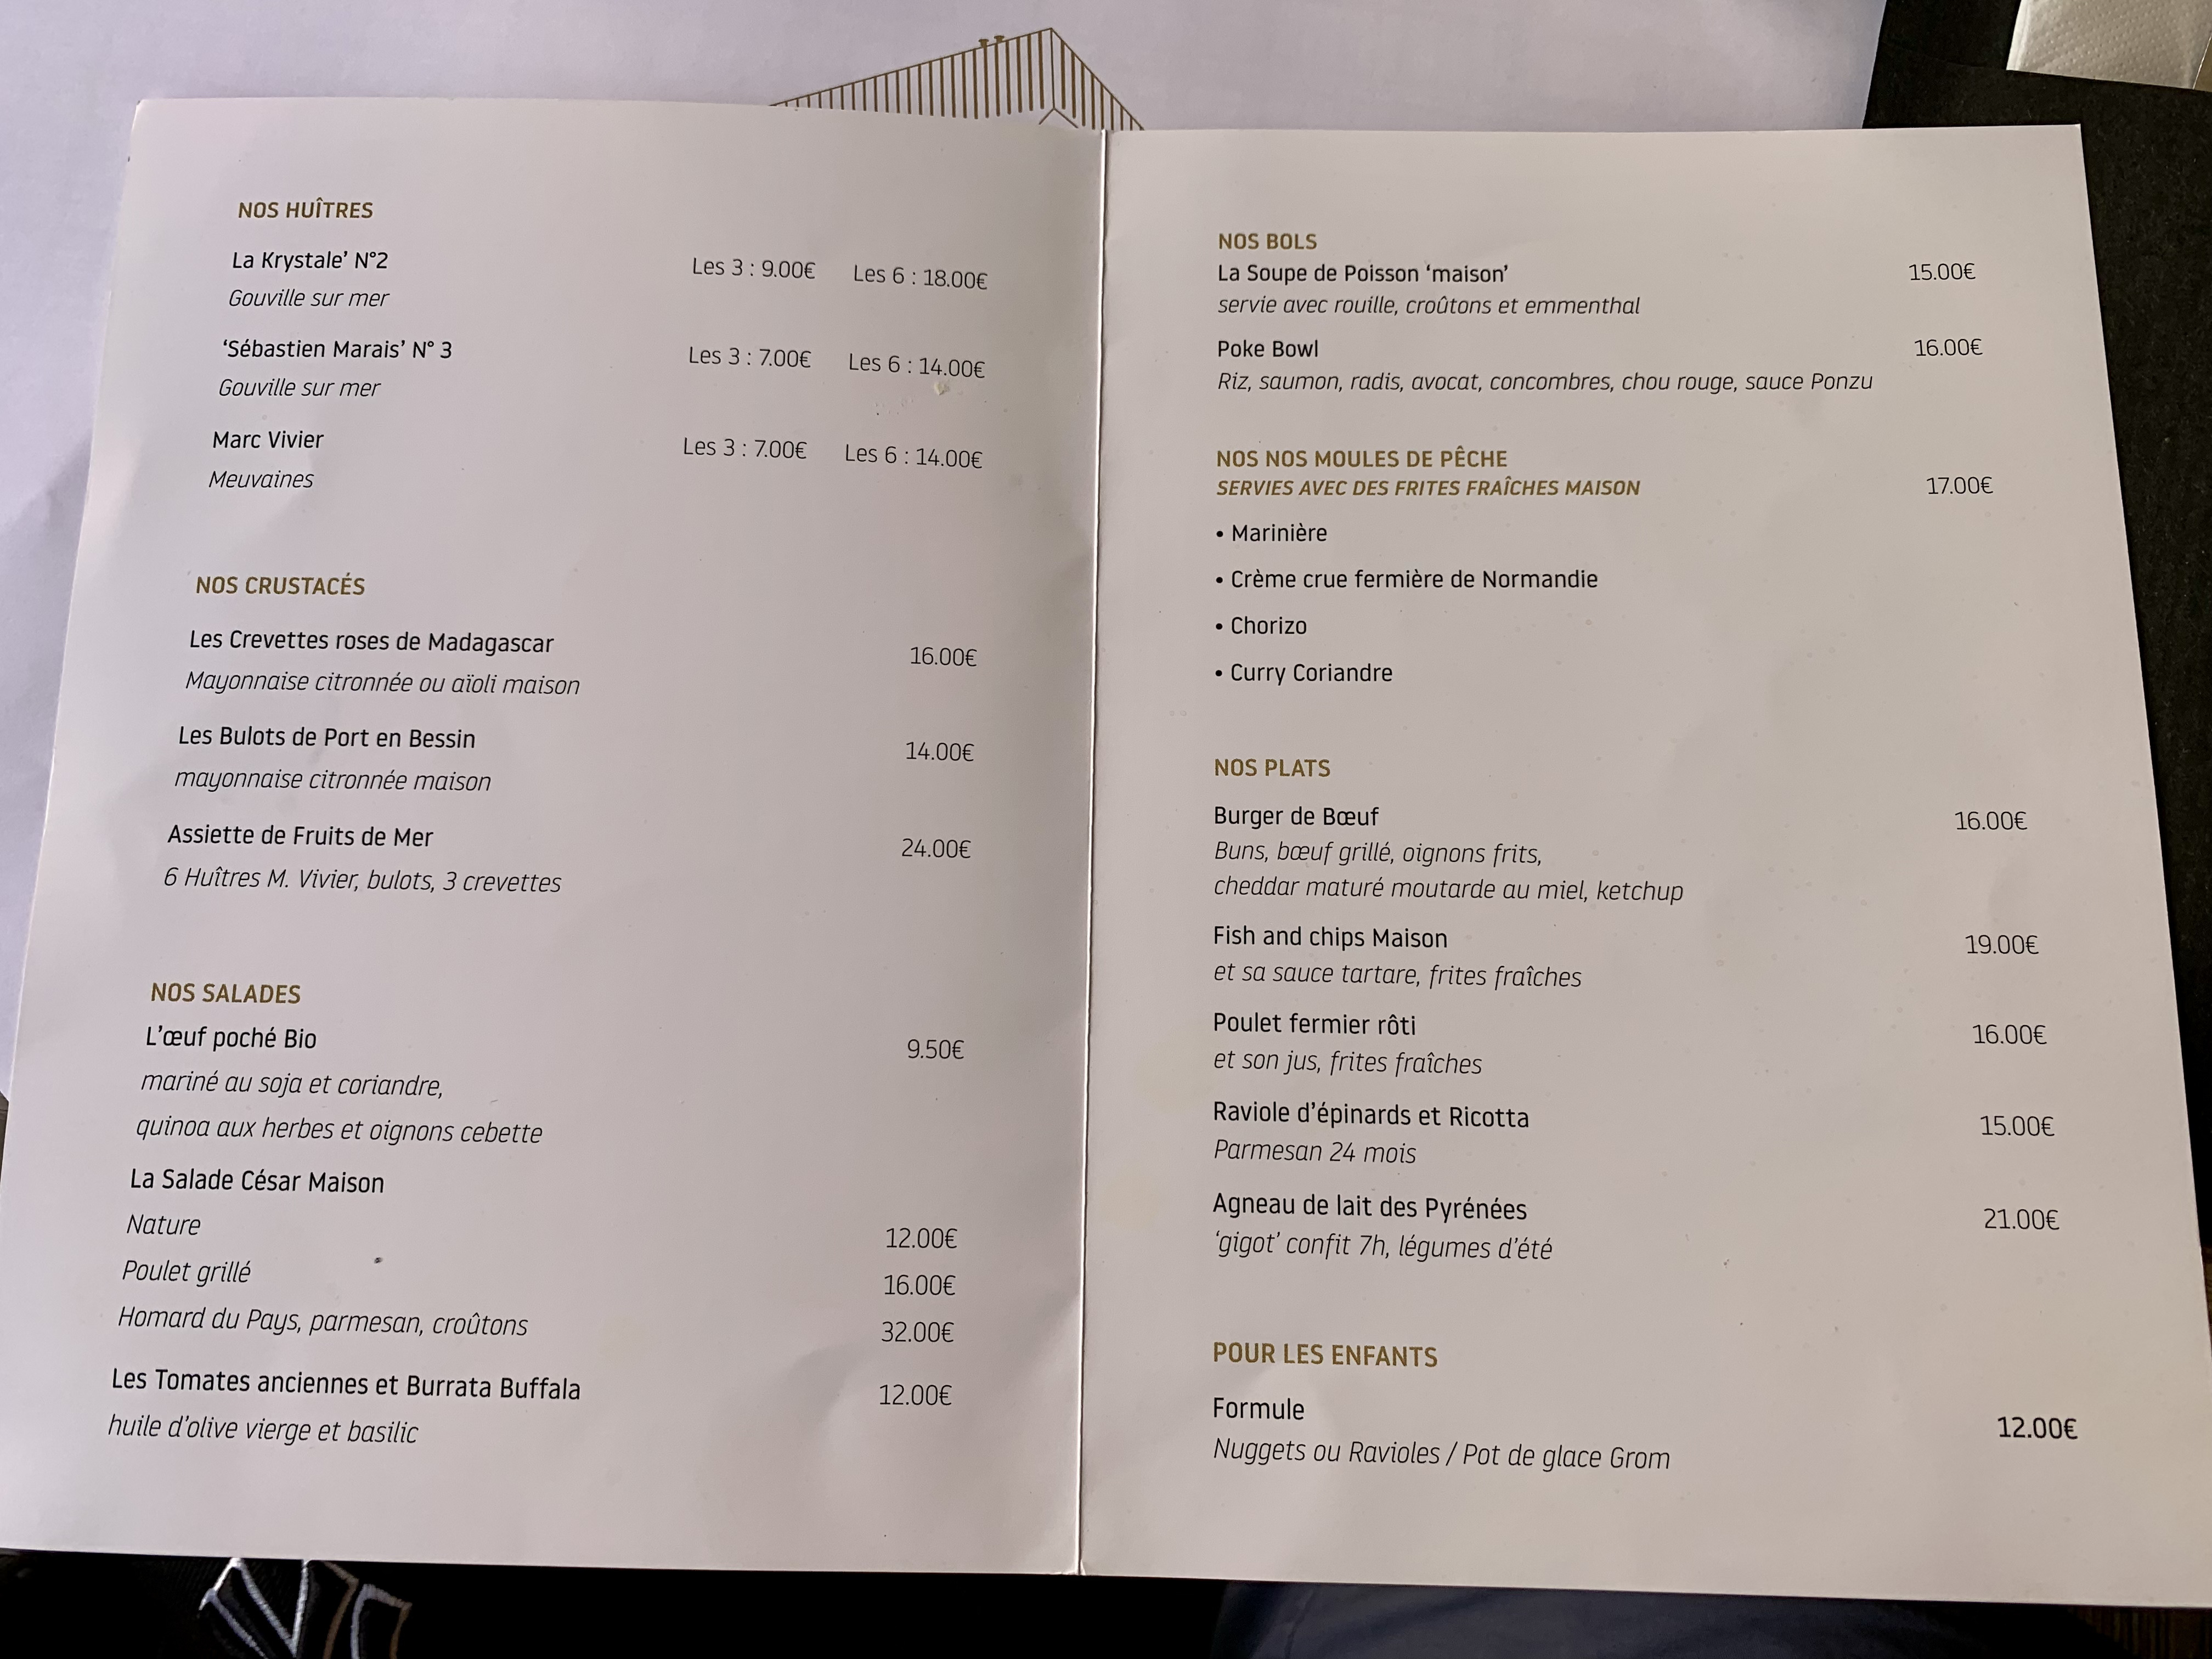 NOS HUÎTRES
La Krystale’ N°2 Les 3 : 9.00€ Les 6 : 18.00€
Gouville sur mer
‘Sébastien Marais’ N° 3 Les 3 : 7.00€ Les 6 : 14.00€
Gouville sur mer
Marc Vivier Les 3 : 7.00€ Les 6 : 14.00€
Meuvaines
NOS CRUSTACÉS
Les Crevettes roses de Madagascar 16.00€
Mayonnaise citronnée ou aïoli maison
Les Bulots de Port en Bessin 14.00€
mayonnaise citronnée maison
Assiette de Fruits de Mer 24.00€
6 Huîtres M. Vivier, bulots, 3 crevettes
NOS SALADES
L’œuf poché Bio 9.50€
mariné au soja et coriandre,
quinoa aux herbes et oignons cebette
La Salade César Maison
Nature 12.00€
Poulet grillé 16.00€
Homard du Pays, parmesan, croûtons 32.00€
Les Tomates anciennes et Burrata Buffala 12.00€
huile d’olive vierge et basilic
NOS BOLS
La Soupe de Poisson ‘maison’ 15.00€
servie avec rouille, croûtons et emmenthal
Poke Bowl 16.00€
Riz, saumon, radis, avocat, concombres, chou rouge, sauce Ponzu
NOS NOS MOULES DE PÊCHE
SERVIES AVEC DES FRITES FRAÎCHES MAISON 17.00€
• Marinière
• Crème crue fermière de Normandie
• Chorizo
• Curry Coriandre
NOS PLATS
Burger de Bœuf 16.00€
Buns, bœuf grillé, oignons frits,
cheddar maturé moutarde au miel, ketchup
Fish and chips Maison 19.00€
et sa sauce tartare, frites fraîches
Poulet fermier rôti 16.00€
et son jus, frites fraîches
Raviole d’épinards et Ricotta 15.00€
Parmesan 24 mois
Agneau de lait des Pyrénées 21.00€
‘gigot’ confit 7h, légumes d’été
POUR LES ENFANTS
Formule 12.00€
Nuggets ou Ravioles / Pot de glace Grom